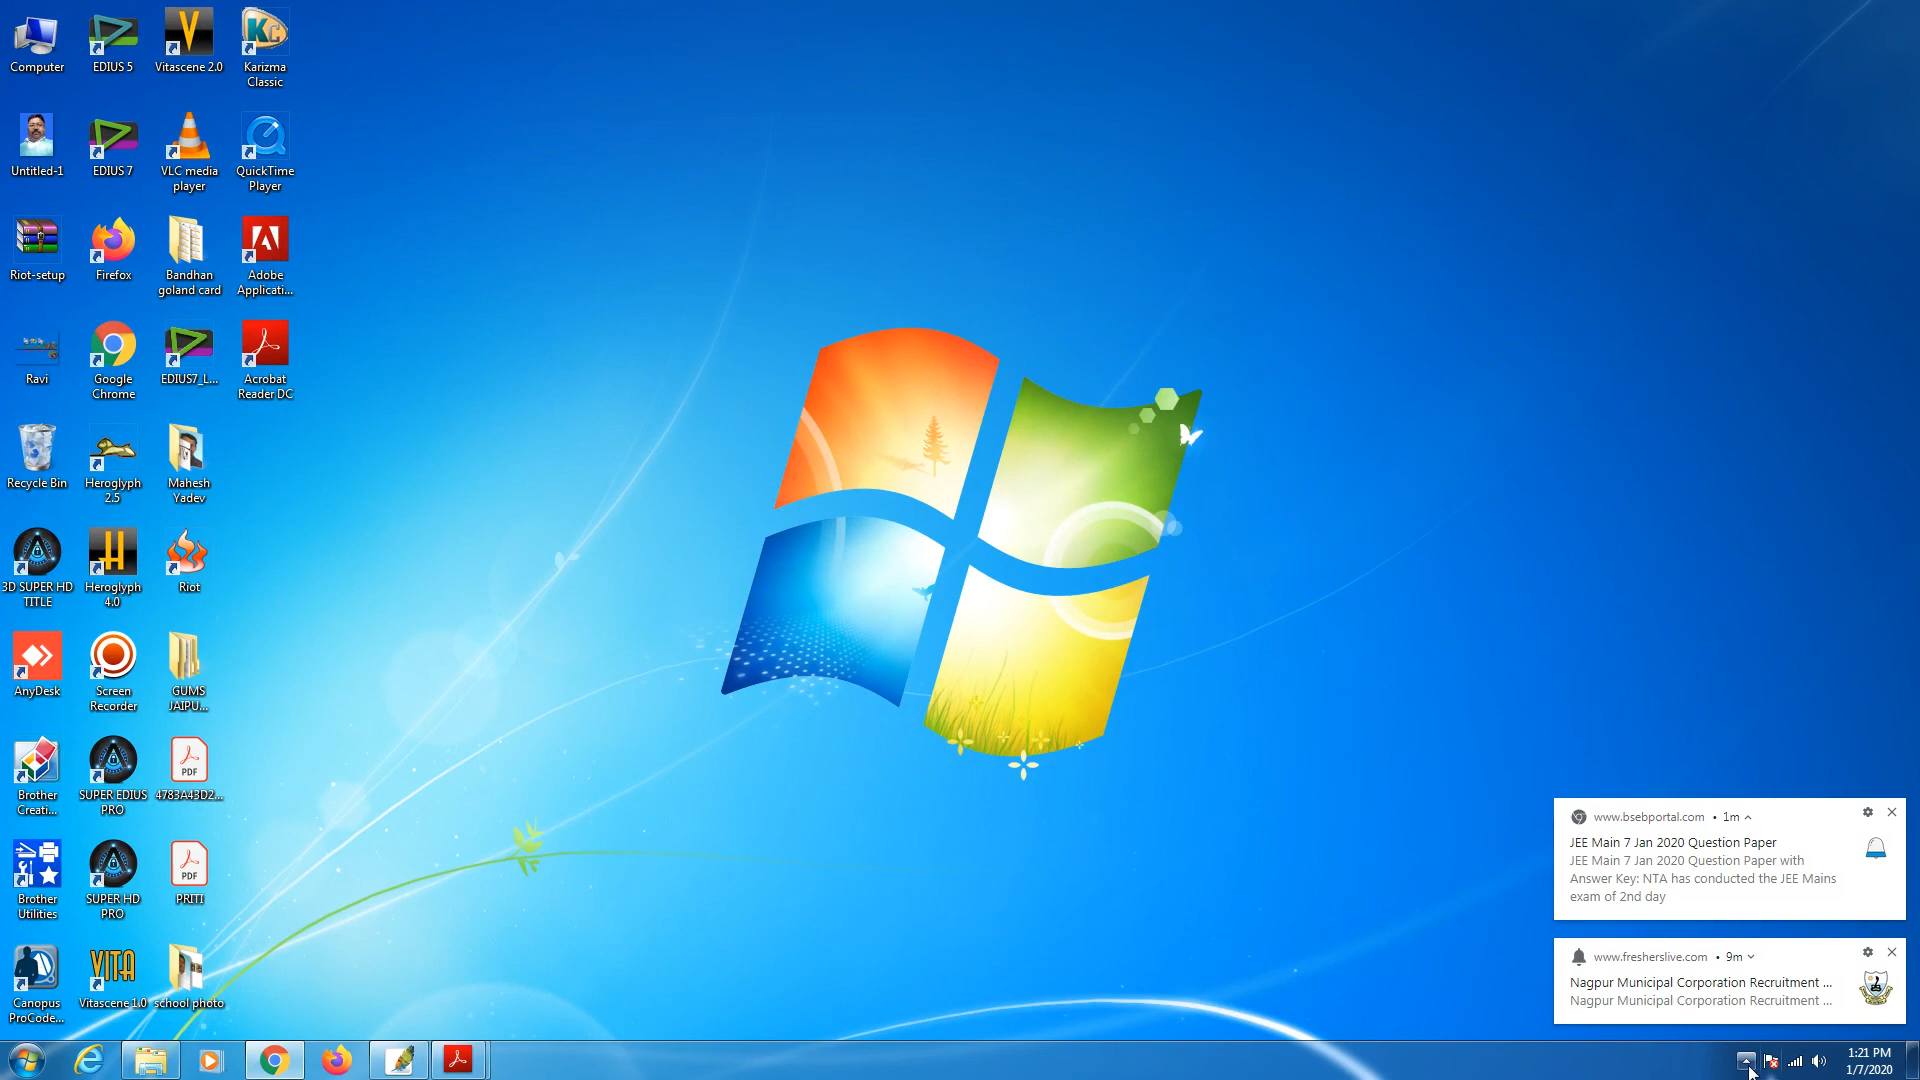 Computer
EDIUS 5
Vitascene 2.0
Karizma
Classic
Untitled-1
EDIUS 7
VLC media
player
QuickTime
Player
Riot-setup
Firefox
Bandhan
goland card
Adobe
Applicati...
Ravi
Google
Chrome
EDIUS7_L...
Acrobat
Reader DC
Recycle Bin
Heroglyph
2.5
Mahesh
Yadev
3D SUPER HD
TITLE
Heroglyph
4.0
Riot
AnyDesk
Screen
Recorder
GUMS
JAIPU...
Brother
Creati...
SUPER EDIUS
PRO
PDF
4783A43D2...
Brother
Utilities
SUPER HD
PRO
PDF
PRITI
Canopus
ProCode...
VITA
Vitascene 1.0
school photo
www.bsebportal.com • 1m
JEE Main 7 Jan 2020 Question Paper
JEE Main 7 Jan 2020 Question Paper with
Answer Key: NTA has conducted the JEE Mains
exam of 2nd day
www.fresherslive.com • 9m
Nagpur Municipal Corporation Recruitment ...
Nagpur Municipal Corporation Recruitment ...
1:21 PM
1/7/2020